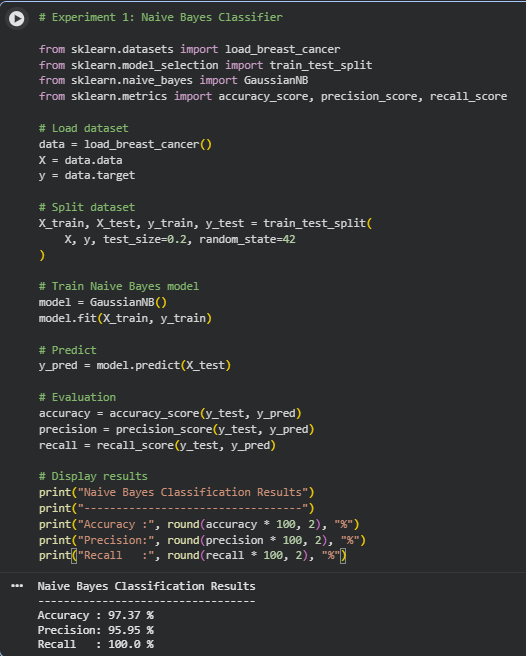 # Experiment 1: Naive Bayes Classifier
from sklearn.datasets import load_breast_cancer
from sklearn.model_selection import train_test_split
from sklearn.naive_bayes import GaussianNB
from sklearn.metrics import accuracy_score, precision_score, recall_score
# Load dataset
data = load_breast_cancer()
X = data.data
y = data.target
# Split dataset
X_train, X_test, y_train, y_test = train_test_split(
    X, y, test_size=0.2, random_state=42
)
# Train Naive Bayes model
model = GaussianNB()
model.fit(X_train, y_train)
# Predict
y_pred = model.predict(X_test)
# Evaluation
accuracy = accuracy_score(y_test, y_pred)
precision = precision_score(y_test, y_pred)
recall = recall_score(y_test, y_pred)
# Display results
print("Naive Bayes Classification Results")
print("----------------------------------")
print("Accuracy :", round(accuracy * 100, 2), "%")
print("Precision:", round(precision * 100, 2), "%")
print("Recall   :", round(recall * 100, 2), "%")
Naive Bayes Classification Results
----------------------------------
Accuracy : 97.37 %
Precision: 95.95 %
Recall   : 100.0 %